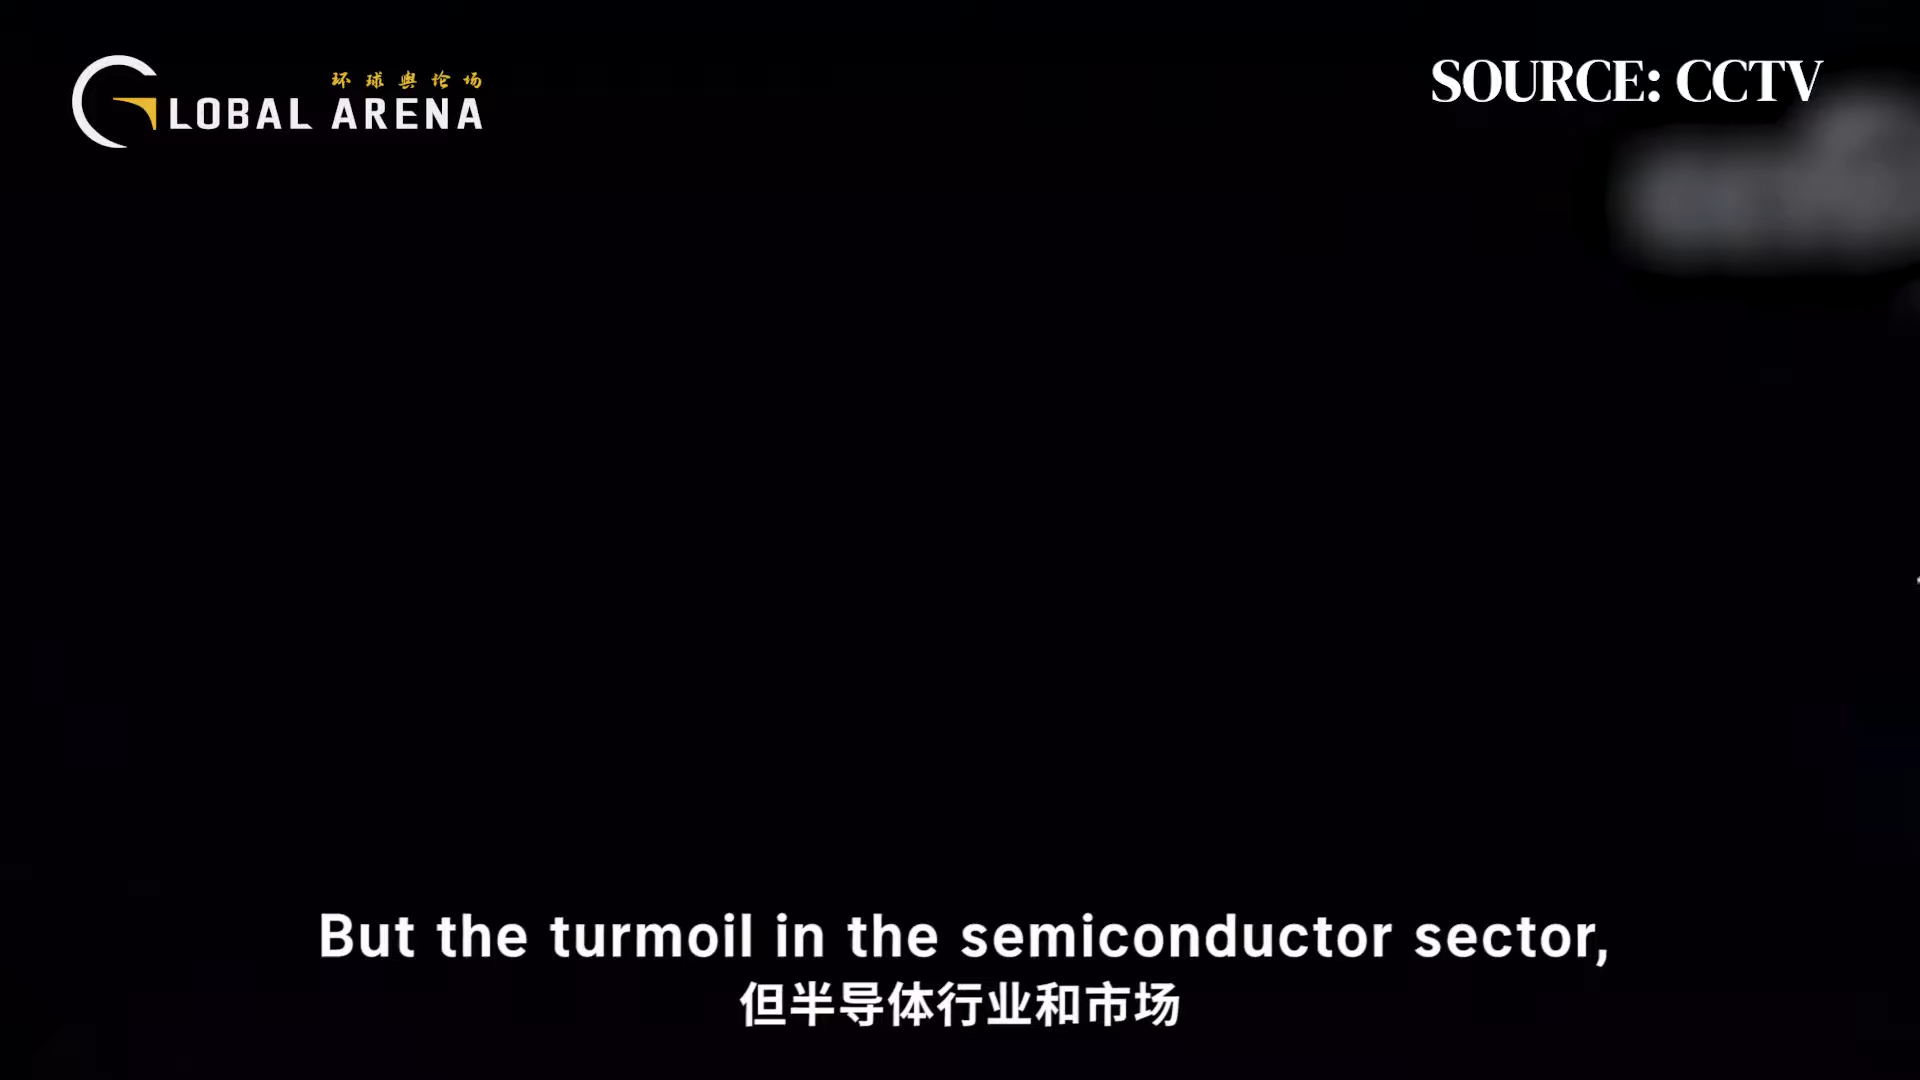 环球舆论场
GLOBAL ARENA
SOURCE: CCTV
But the turmoil in the semiconductor sector,
但半导体行业和市场